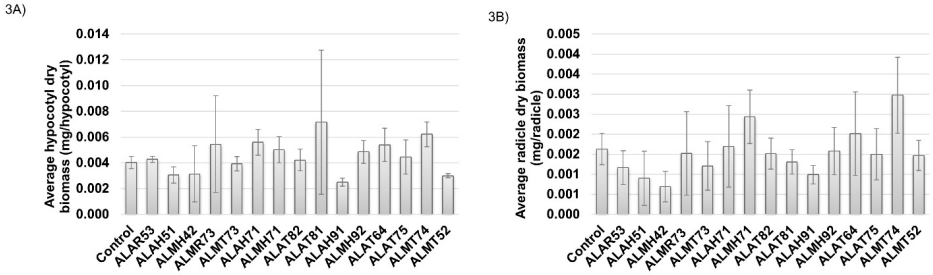 3A)
3B)
Average hypocotyl dry
biomass (mg/hypocotyl)
0.014
0.012
0.010
0.008
0.006
0.004
0.002
0.000
Control
ALAR53
ALAH51
ALMH42
ALMR73
ALMT73
ALAH71
ALMH71
ALAT82
ALAT81
ALAH91
ALMH92
ALAT64
ALAT75
ALMT74
ALMT52
Average radicle dry biomass
(mg/radicle)
0.005
0.004
0.004
0.003
0.003
0.002
0.002
0.001
0.001
0.000
Control
ALAR53
ALAH51
ALMH42
ALMR73
ALMT73
ALAH71
ALMH71
ALAT82
ALAT81
ALAH91
ALMH92
ALAT64
ALAT75
ALMT74
ALMT52